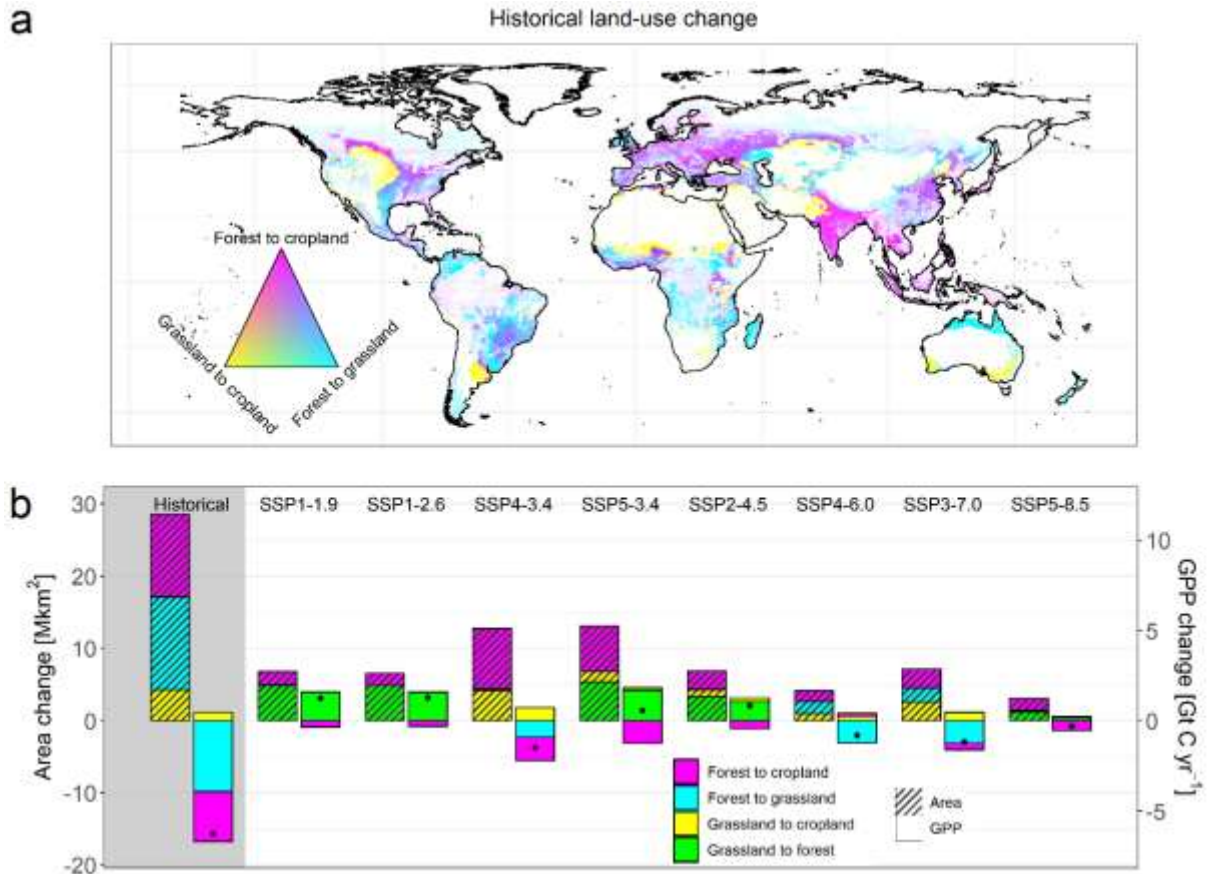 a
Historical land-use change
Forest to cropland
Grassland to cropland
Forest to grassland
b
Historical SSP1-1.9 SSP1-2.6 SSP4-3.4 SSP5-3.4 SSP2-4.5 SSP4-6.0 SSP3-7.0 SSP5-8.5
Area change [Mkm²]
30
20
10
0
-10
-20
GPP change [Gt C yr⁻¹]
10
5
0
-5
Forest to cropland
Forest to grassland
Grassland to cropland
Grassland to forest
Area
GPP